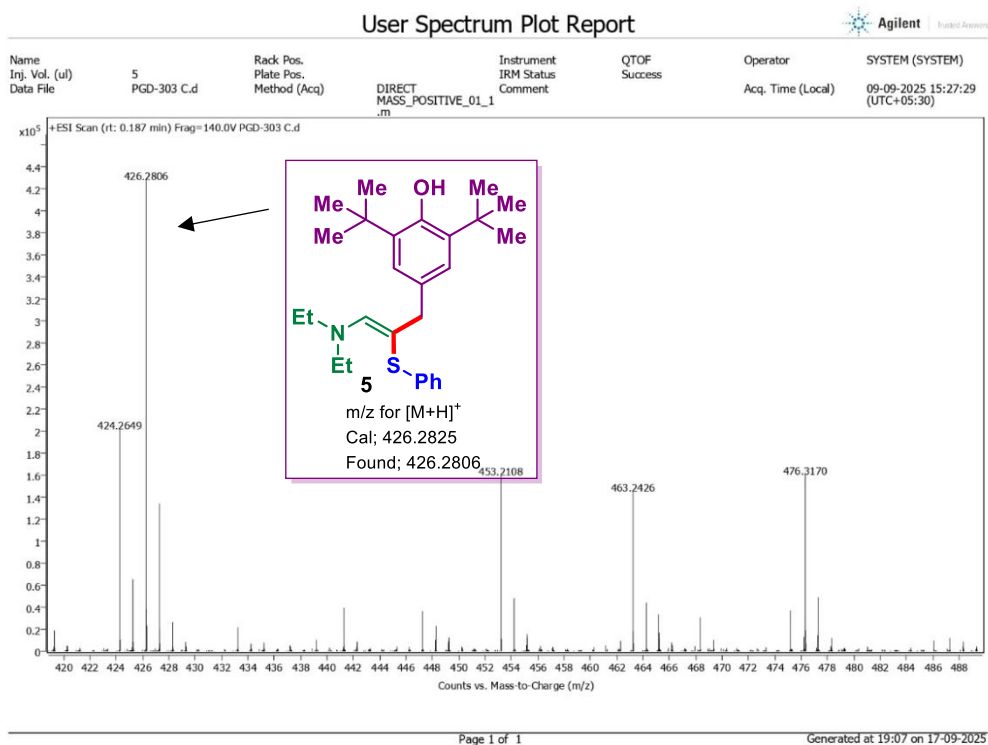 User Spectrum Plot Report
Agilent
Trusted Answers
Name Rack Pos. Instrument QTOF Operator SYSTEM (SYSTEM)
Inj. Vol. (ul) 5 Plate Pos. IRM Status Success
Data File PGD-303 C.d Method (Acq) DIRECT Comment Acq. Time (Local) 09-09-2025 15:27:29
MASS_POSITIVE_01_1 (UTC+05:30)
.m
x10⁵ +ESI Scan (rt: 0.187 min) Frag=140.0V PGD-303 C.d
4.4
4.2
4
3.8
3.6
3.4
3.2
3
2.8
2.6
2.4
2.2
2
1.8
1.6
1.4
1.2
1
0.8
0.6
0.4
0.2
0
426.2806
424.2649
453.2108
463.2426
476.3170
Me OH Me
Me Me
Me Me
Et
N
Et S
5 Ph
m/z for [M+H]⁺
Cal; 426.2825
Found; 426.2806
420 422 424 426 428 430 432 434 436 438 440 442 444 446 448 450 452 454 456 458 460 462 464 466 468 470 472 474 476 478 480 482 484 486 488
Counts vs. Mass-to-Charge (m/z)
Page 1 of 1 Generated at 19:07 on 17-09-2025